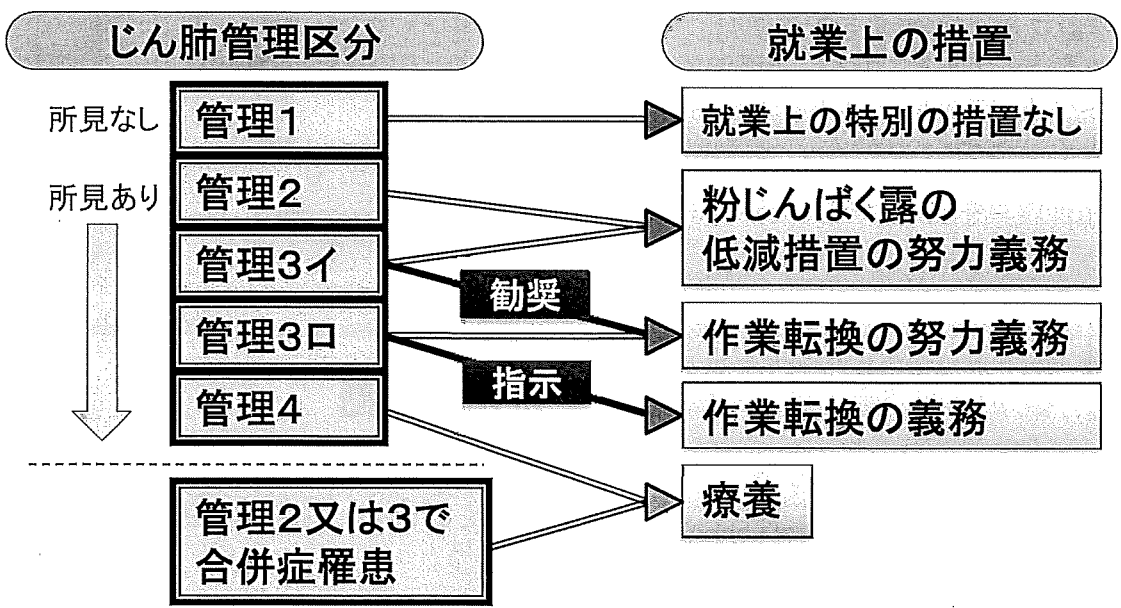 じん肺管理区分
就業上の措置
所見なし
管理1
就業上の特別の措置なし
所見あり
管理2
粉じんばく露の
低減措置の努力義務
管理3イ
勧奨
管理3ロ
作業転換の努力義務
指示
管理4
作業転換の義務
療養
管理2又は3で
合併症罹患